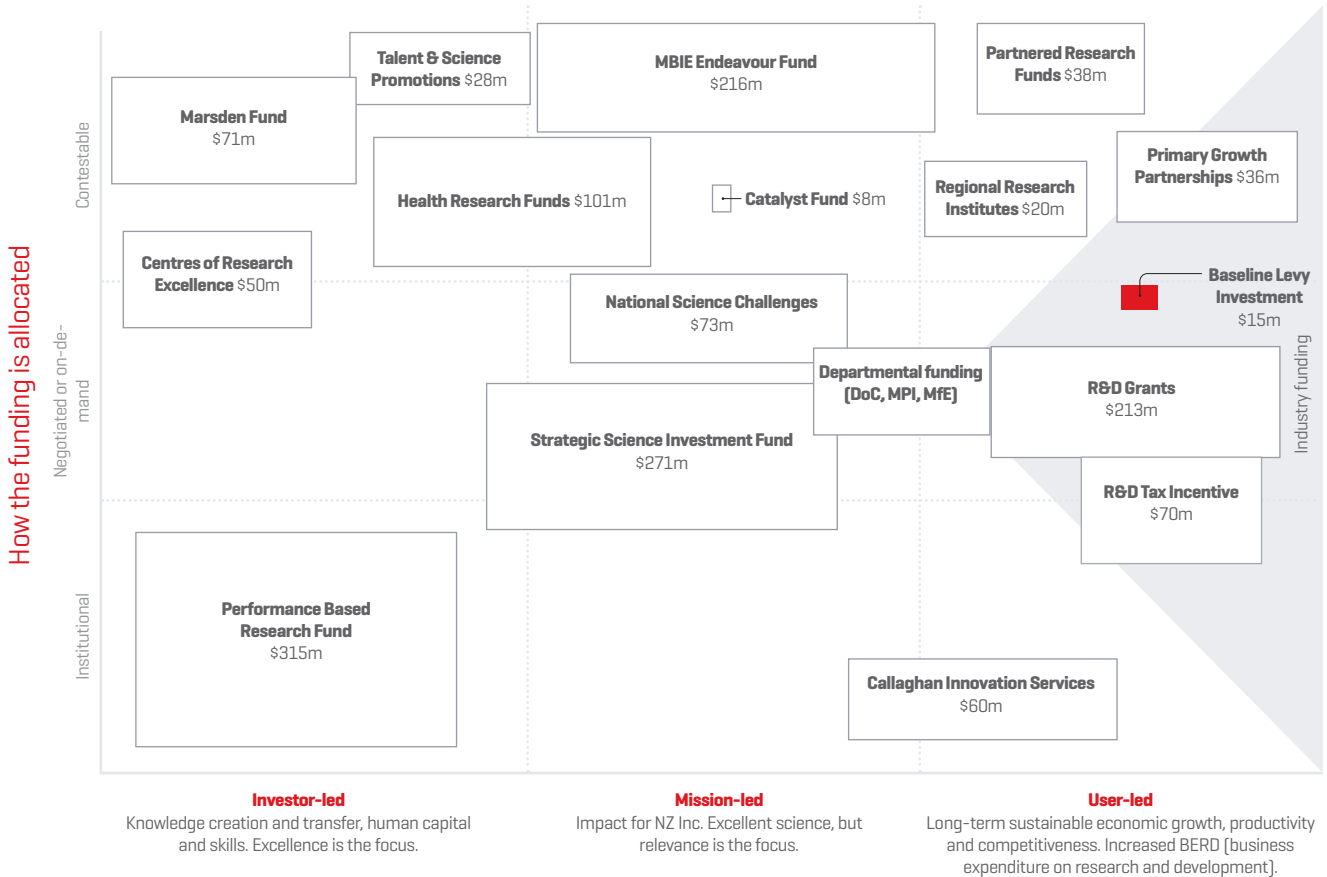 How the funding is allocated
Contestable
Negotiated or on-de-
mand
Institutional
Talent & Science
Promotions $28m
MBIE Endeavour Fund
$216m
Partnered Research
Funds $38m
Marsden Fund
$71m
Primary Growth
Partnerships $36m
Health Research Funds $101m
Catalyst Fund $8m
Regional Research
Institutes $20m
Centres of Research
Excellence $50m
National Science Challenges
$73m
Baseline Levy
Investment
$15m
Departmental funding
(DoC, MPI, MfE)
R&D Grants
$213m
Industry funding
Strategic Science Investment Fund
$271m
R&D Tax Incentive
$70m
Performance Based
Research Fund
$315m
Callaghan Innovation Services
$60m
Investor-led
Knowledge creation and transfer, human capital
and skills. Excellence is the focus.
Mission-led
Impact for NZ Inc. Excellent science, but
relevance is the focus.
User-led
Long-term sustainable economic growth, productivity
and competitiveness. Increased BERD (business
expenditure on research and development).